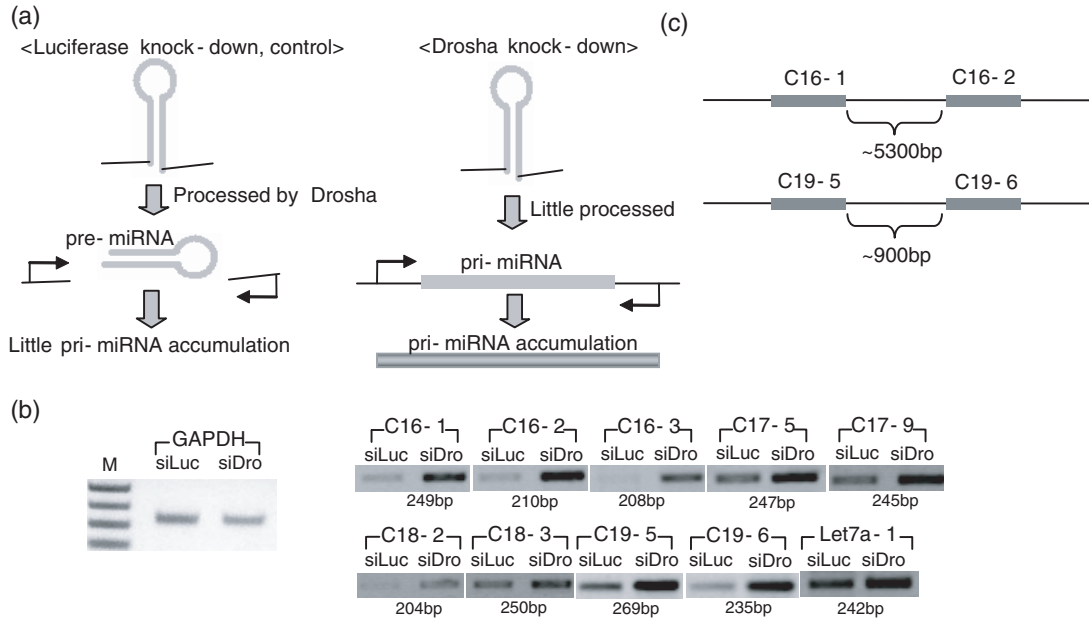 (a)
<Luciferase knock-down, control>
<Drosha knock-down>
Processed by Drosha
Little processed
pre-miRNA
pri-miRNA
Little pri-miRNA accumulation
pri-miRNA accumulation
(c)
C16-1 C16-2
~5300bp
C19-5 C19-6
~900bp
(b)
GAPDH
M siLuc siDro
C16-1 C16-2 C16-3 C17-5 C17-9
siLuc siDro siLuc siDro siLuc siDro siLuc siDro siLuc siDro
249bp 210bp 208bp 247bp 245bp
C18-2 C18-3 C19-5 C19-6 Let7a-1
siLuc siDro siLuc siDro siLuc siDro siLuc siDro siLuc siDro
204bp 250bp 269bp 235bp 242bp